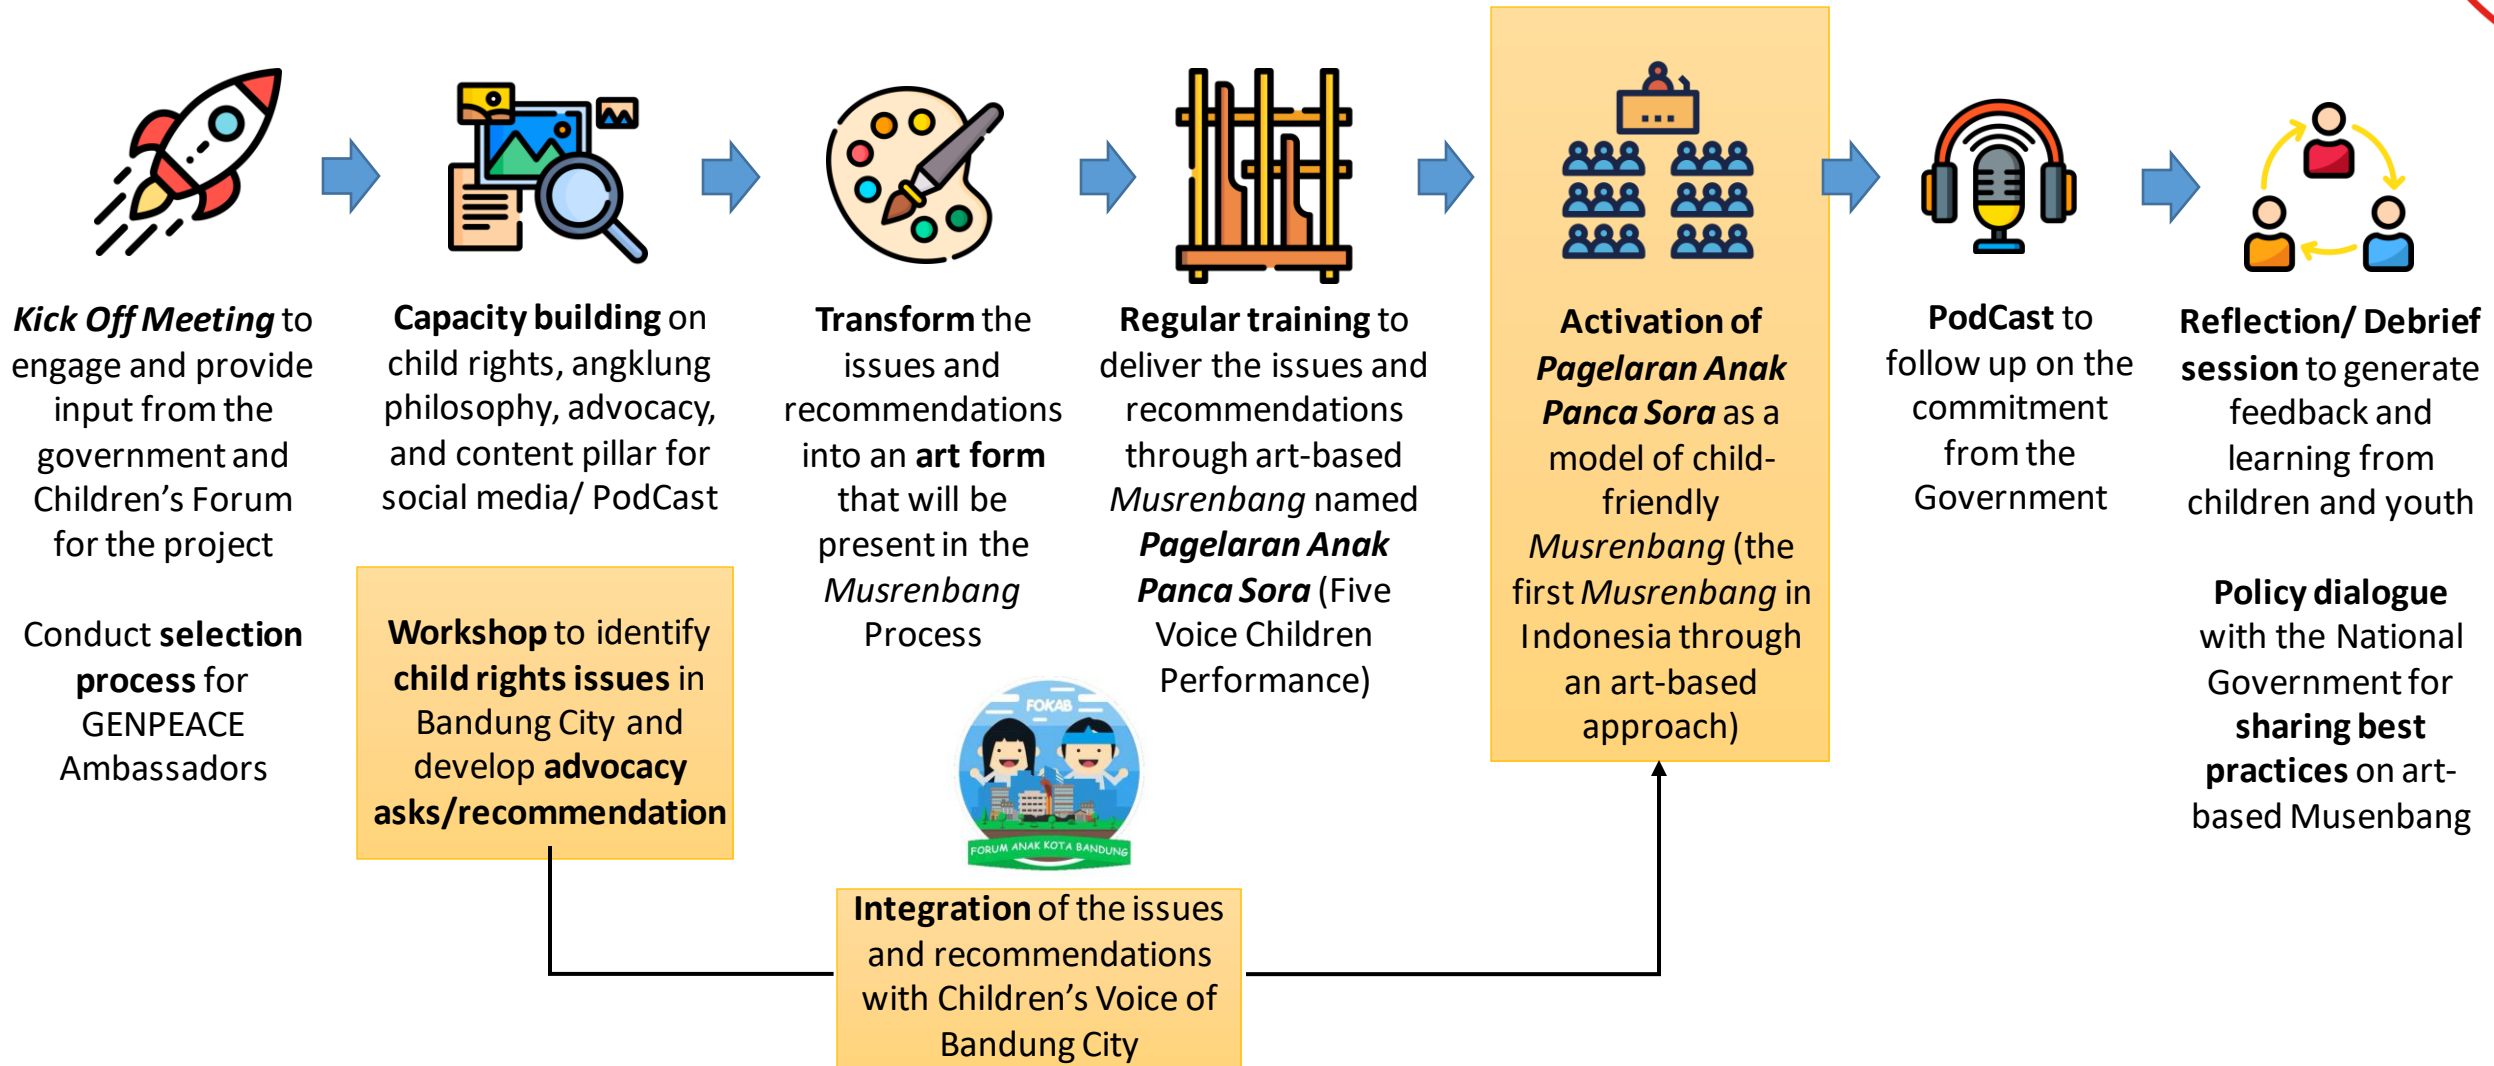 Kick Off Meeting to
engage and provide
input from the
government and
Children's Forum
for the project
Conduct selection
process for
GENPEACE
Ambassadors
Capacity building on
child rights, angklung
philosophy, advocacy,
and content pillar for
social media/ PodCast
Workshop to identify
child rights issues in
Bandung City and
develop advocacy
asks/recommendation
Transform the
issues and
recommendations
into an art form
that will be
present in the
Musrenbang
Process
FOKAB
FORUM ANAK KOTA BANDUNG
Integration of the issues
and recommendations
with Children's Voice of
Bandung City
Regular training to
deliver the issues and
recommendations
through art-based
Musrenbang named
Pagelaran Anak
Panca Sora (Five
Voice Children
Performance)
Activation of
Pagelaran Anak
Panca Sora as a
model of child-
friendly
Musrenbang (the
first Musrenbang in
Indonesia through
an art-based
approach)
PodCast to
follow up on the
commitment
from the
Government
Reflection/ Debrief
session to generate
feedback and
learning from
children and youth
Policy dialogue
with the National
Government for
sharing best
practices on art-
based Musenbang